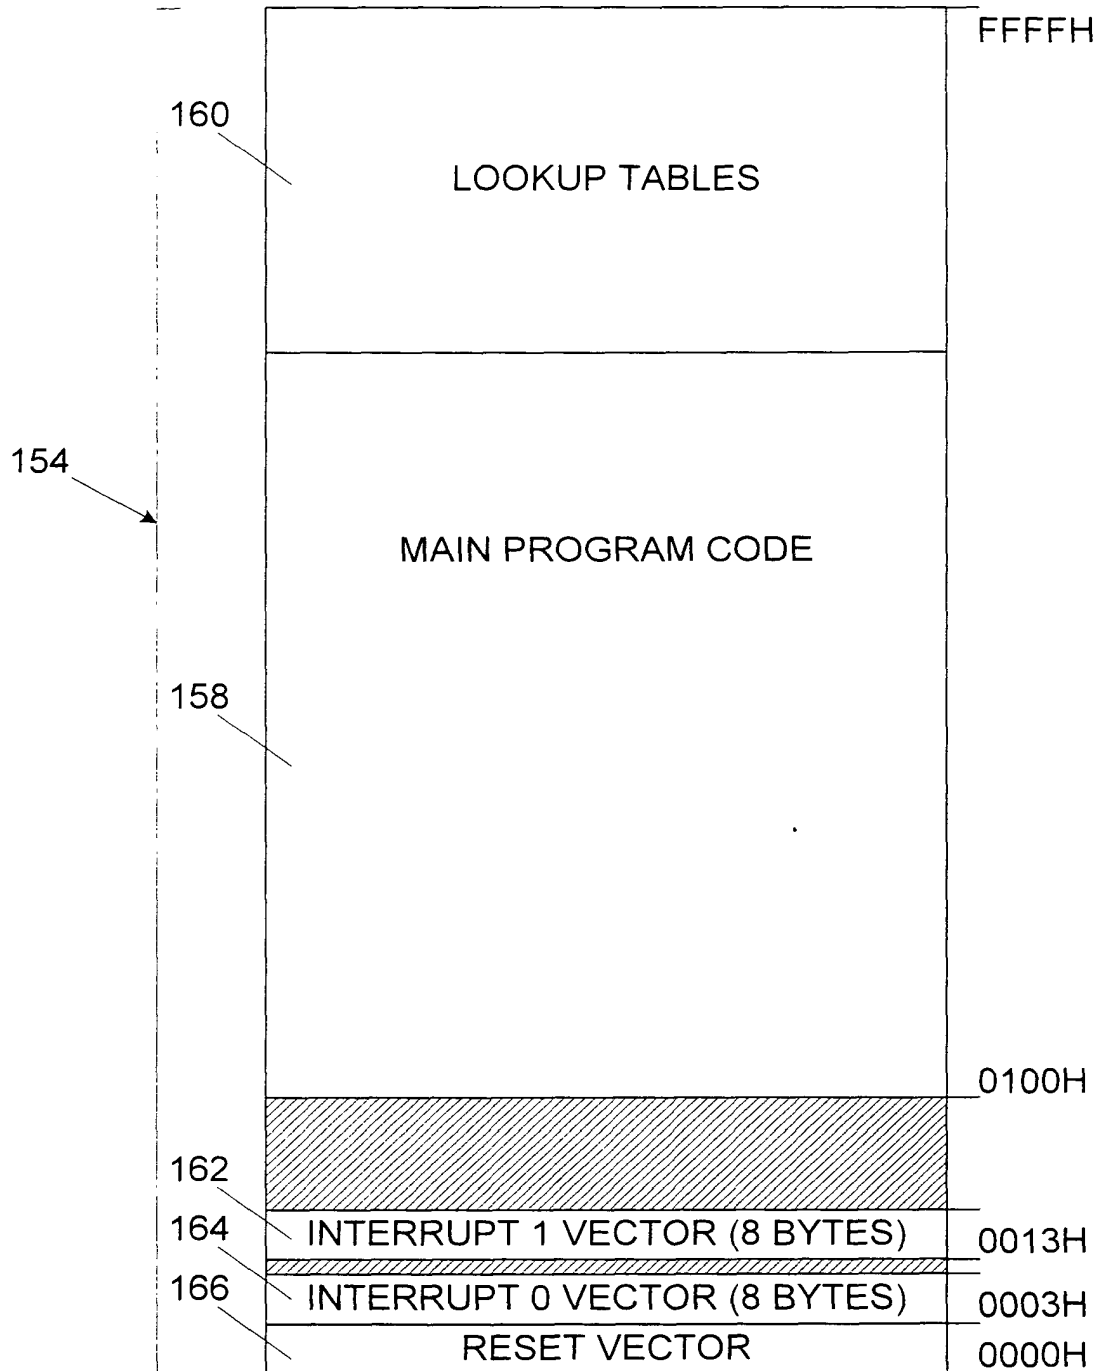 FFFFH
160
LOOKUP TABLES
154
MAIN PROGRAM CODE
158
0100H
162
INTERRUPT 1 VECTOR (8 BYTES)
0013H
164
INTERRUPT 0 VECTOR (8 BYTES)
0003H
166
RESET VECTOR
0000H